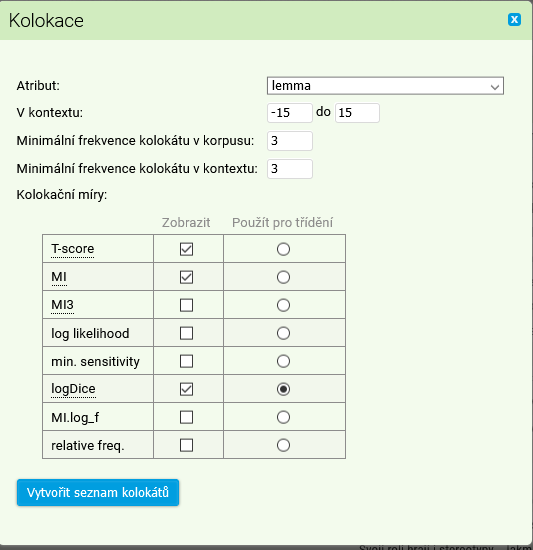 Kolokace
Atribut: lemma
V kontextu: -15 do 15
Minimální frekvence kolokátu v korpusu: 3
Minimální frekvence kolokátu v kontextu: 3
Kolokační míry:
Zobrazit Použít pro třídění
T-score
MI
MI3
log likelihood
min. sensitivity
logDice
MI.log_f
relative freq.
Vytvořit seznam kolokátů